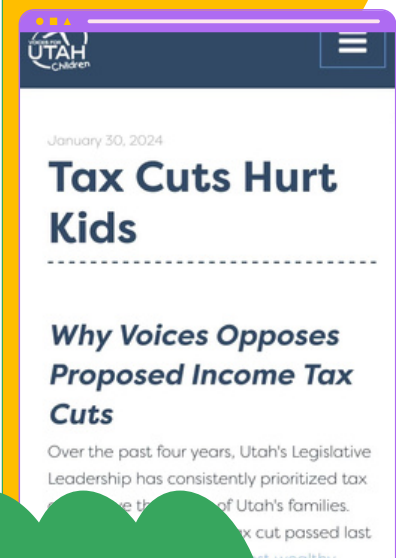 VOICES FOR
UTAH
Children
January 30, 2024
Tax Cuts Hurt
Kids
Why Voices Opposes
Proposed Income Tax
Cuts
Over the past four years, Utah's Legislative
Leadership has consistently prioritized tax
of Utah's families.
cut passed last
wealthy